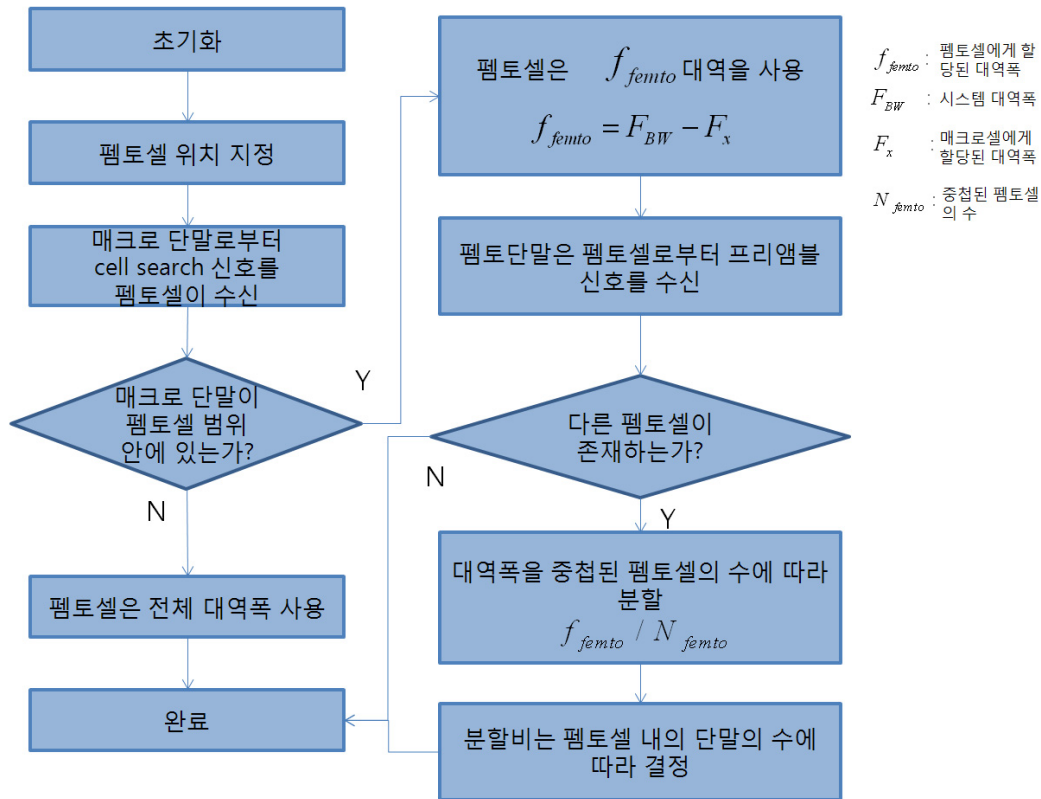 초기화
펨토셀 위치 지정
매크로 단말로부터
cell search 신호를
펨토셀이 수신
매크로 단말이
펨토셀 범위
안에 있는가?
Y
N
펨토셀은 전체 대역폭 사용
완료
펨토셀은 f_femto 대역을 사용
f_femto = F_BW − F_x
펨토단말은 펨토셀로부터 프리앰블
신호를 수신
다른 펨토셀이
존재하는가?
N
Y
대역폭을 중첩된 펨토셀의 수에 따라
분할
f_femto / N_femto
분할비는 펨토셀 내의 단말의 수에
따라 결정
f_femto : 펨토셀에게 할
당된 대역폭
F_BW : 시스템 대역폭
F_x : 매크로셀에게
할당된 대역폭
N_femto : 중첩된 펨토셀
의 수